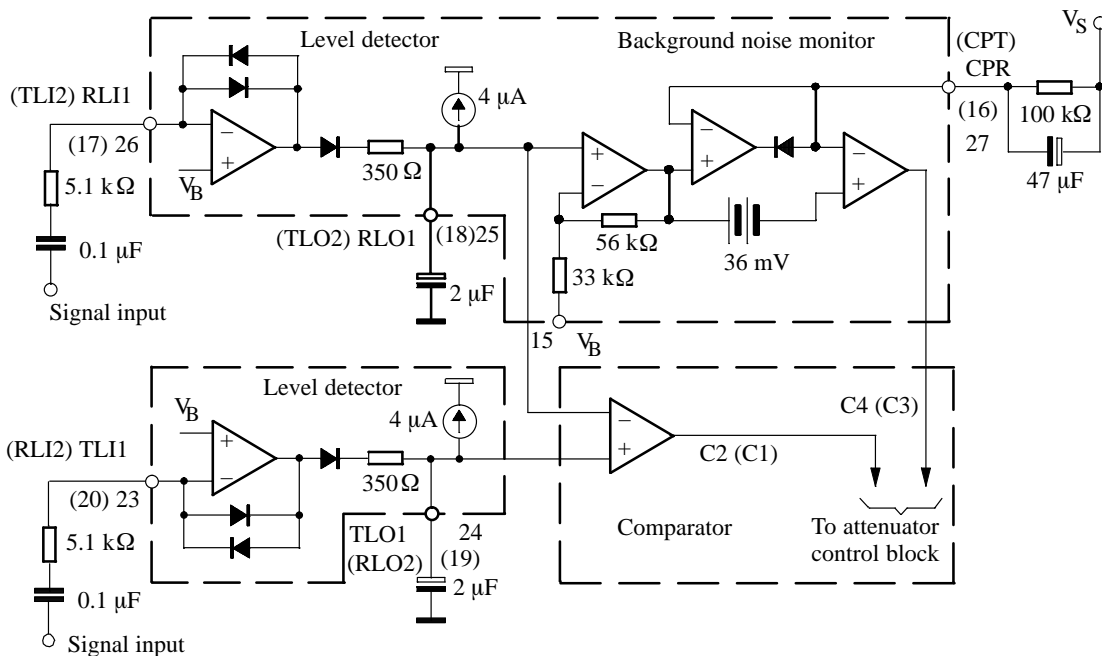 Level detector
Background noise monitor
V_S
(CPT)
CPR
4 µA
(16)
27
100 kΩ
47 µF
(TLI2) RLI1
(17) 26
−
+
V_B
350 Ω
5.1 kΩ
0.1 µF
Signal input
(TLO2) RLO1
(18)25
2 µF
+
−
−
+
−
+
56 kΩ
36 mV
33 kΩ
15
V_B
Level detector
4 µA
V_B
+
−
(RLI2) TLI1
(20) 23
350 Ω
5.1 kΩ
0.1 µF
Signal input
TLO1
(RLO2)
24
(19)
2 µF
−
+
C4 (C3)
C2 (C1)
Comparator
To attenuator
control block